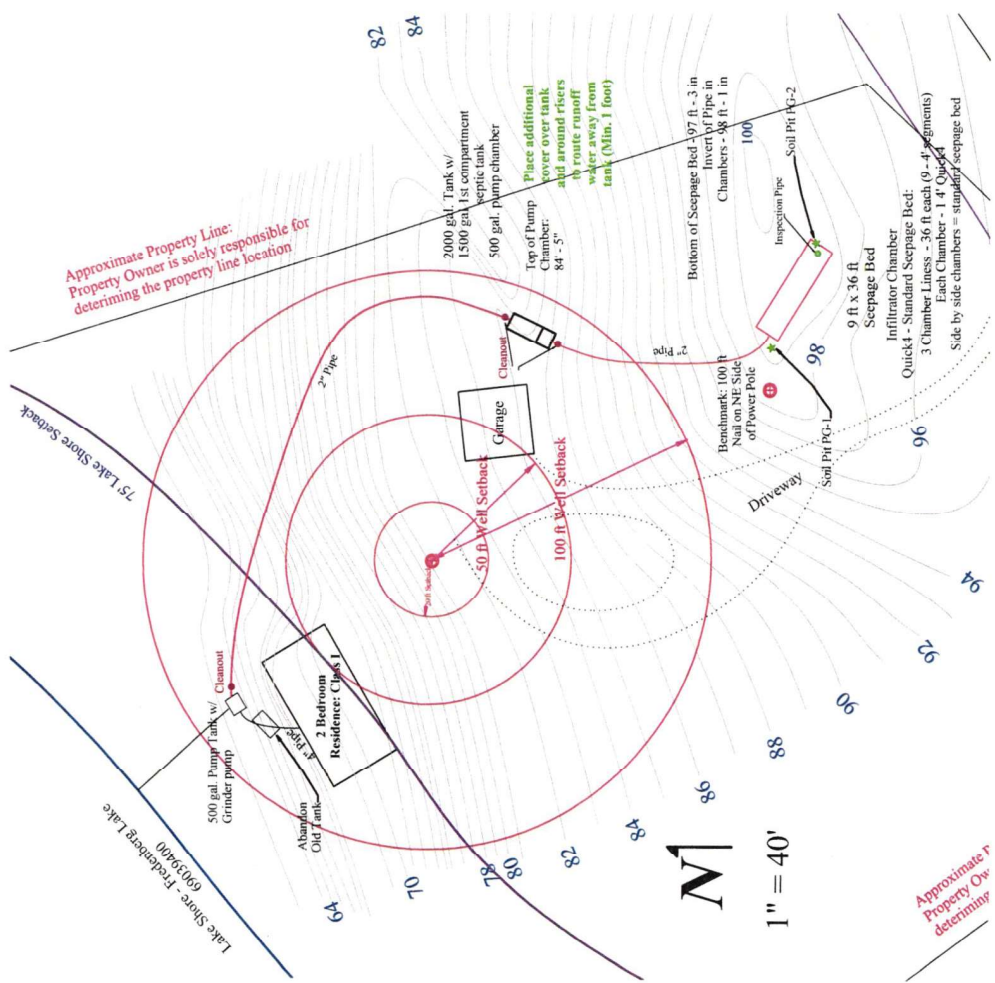 82
84
Approximate Property Line:
Property Owner is solely responsible for
deteriming the property line location
2000 gal. Tank w/
1500 gal. 1st compartment
septic tank
500 gal. pump chamber
Place additional
cover over tank
and around risers
to route runoff
water away from
tank (Min. 1 foot)
Top of Pump
Chamber:
84' - 5"
Bottom of Seepage Bed - 97 ft - 3 in
Invert of Pipe in
Chambers - 98 ft - 1 in
100
Soil Pit PG-2
Inspection Pipe
9 ft x 36 ft
Seepage Bed
Infiltrator Chamber
Quick4 - Standard Seepage Bed:
3 Chamber Liness - 36 ft each (9 - 4' segments)
Each Chamber - 1 4' Quick4
Side by side chambers = standard seepage bed
75' Lake Shore Setback
2" Pipe
Cleanout
2" Pipe
Garage
Benchmark: 100 ft
Nail on NE Side
of Power Pole
98
Soil Pit PG-1
96
Driveway
50 ft Well Setback
100 ft Well Setback
Cleanout
500 gal. Pump Tank w/
Grinder pump
4" Pipe
2 Bedroom
Residence: Class I
Abandon
Old Tank
Lake Shore - Fredenberg Lake
69039400
64
70
78
80
82
84
86
88
90
92
94
N
1" = 40'
Approximate
Property
deteriming